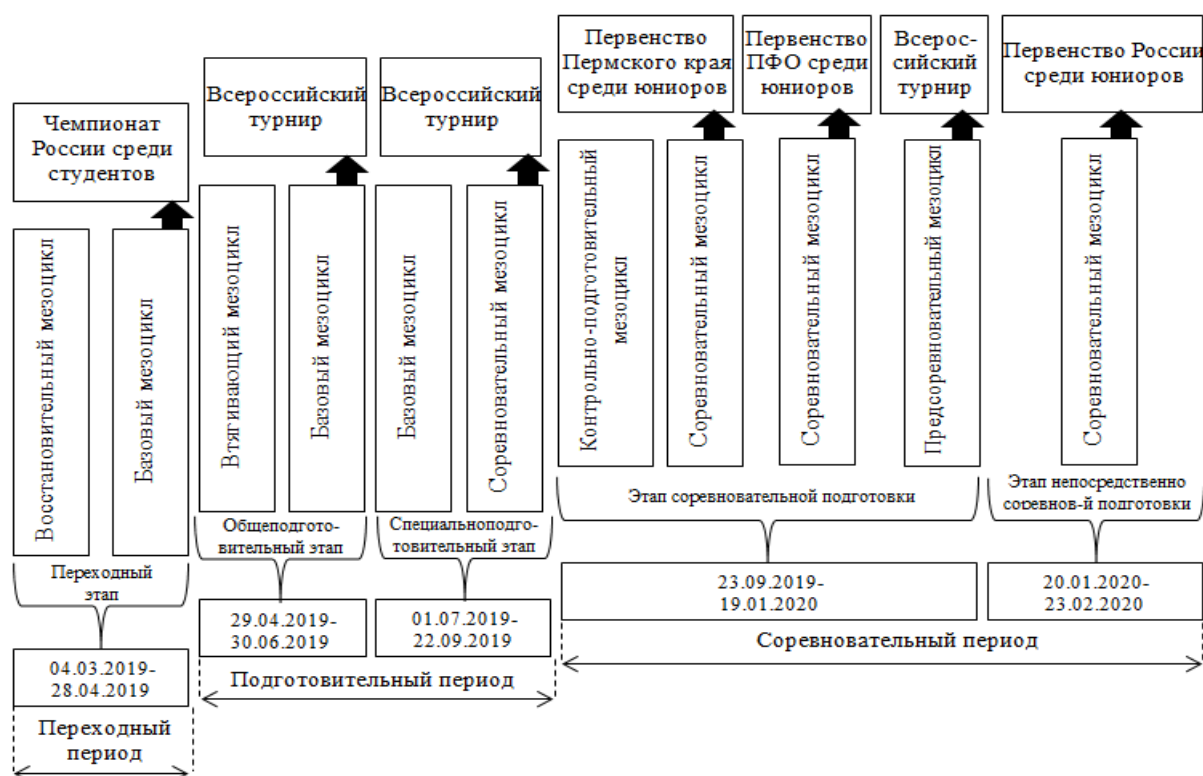 Чемпионат
России среди
студентов
Восстановительный мезоцикл
Базовый мезоцикл
Переходный
этап
04.03.2019-
28.04.2019
Переходный
период
Всероссийский
турнир
Всероссийский
турнир
Втягивающий мезоцикл
Базовый мезоцикл
Базовый мезоцикл
Соревновательный мезоцикл
Общеподгото-
вительный этап
Специальноподго-
товительный этап
29.04.2019-
30.06.2019
01.07.2019-
22.09.2019
Подготовительный период
Первенство
Пермского края
среди юниоров
Первенство
ПФО среди
юниоров
Всерос-
сийский
турнир
Первенство России
среди юниоров
Контрольно-подготовительный
мезоцикл
Соревновательный мезоцикл
Соревновательный мезоцикл
Предсоревновательный мезоцикл
Соревновательный мезоцикл
Этап соревновательной подготовки
Этап непосредственно
соревнов-й подготовки
23.09.2019-
19.01.2020
20.01.2020-
23.02.2020
Соревновательный период